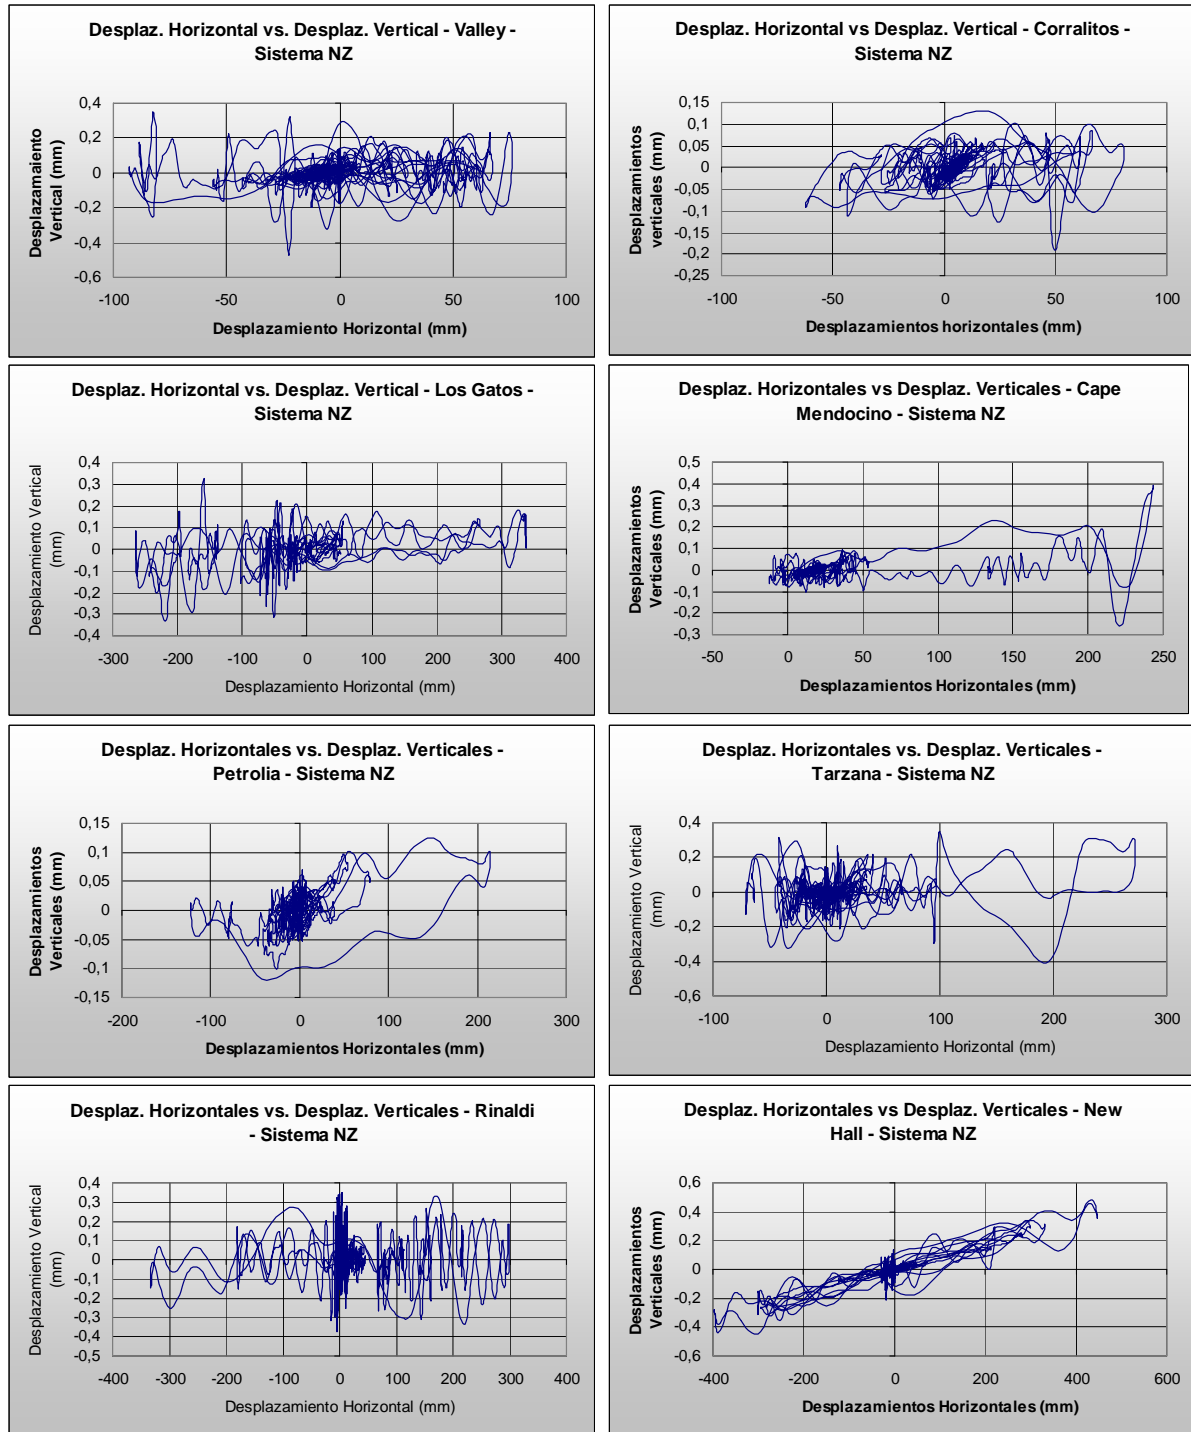 Desplaz. Horizontal vs. Desplaz. Vertical - Valley -
Sistema NZ
0,4
0,2
0
-0,2
-0,4
-0,6
-100
-50
0
50
100
Desplazamiento
Vertical (mm)
Desplazamiento Horizontal (mm)
Desplaz. Horizontal vs Desplaz. Vertical - Corralitos -
Sistema NZ
0,15
0,1
0,05
0
-0,05
-0,1
-0,15
-0,2
-0,25
-100
-50
0
50
100
Desplazamientos
verticales (mm)
Desplazamientos horizontales (mm)
Desplaz. Horizontal vs. Desplaz. Vertical - Los Gatos -
Sistema NZ
0,4
0,3
0,2
0,1
0
-0,1
-0,2
-0,3
-0,4
-300
-200
-100
0
100
200
300
400
Desplazamiento Vertical
(mm)
Desplazamiento Horizontal (mm)
Desplaz. Horizontales vs Desplaz. Verticales - Cape
Mendocino - Sistema NZ
0,5
0,4
0,3
0,2
0,1
0
-0,1
-0,2
-0,3
-50
0
50
100
150
200
250
Desplazamientos
Verticales (mm)
Desplazamientos Horizontales (mm)
Desplaz. Horizontales vs. Desplaz. Verticales -
Petrolia - Sistema NZ
0,15
0,1
0,05
0
-0,05
-0,1
-0,15
-200
-100
0
100
200
300
Desplazamientos
Verticales (mm)
Desplazamientos Horizontales (mm)
Desplaz. Horizontales vs. Desplaz. Verticales -
Tarzana - Sistema NZ
0,4
0,2
0
-0,2
-0,4
-0,6
-100
0
100
200
300
Desplazamiento Vertical
(mm)
Desplazamiento Horizontal (mm)
Desplaz. Horizontales vs. Desplaz. Verticales - Rinaldi
- Sistema NZ
0,4
0,3
0,2
0,1
0
-0,1
-0,2
-0,3
-0,4
-0,5
-400
-300
-200
-100
0
100
200
300
400
Desplazamiento Vertical
(mm)
Desplazamiento Horizontal (mm)
Desplaz. Horizontales vs Desplaz. Verticales - New
Hall - Sistema NZ
0,6
0,4
0,2
0
-0,2
-0,4
-0,6
-400
-200
0
200
400
600
Desplazamientos
Verticales (mm)
Desplazamientos Horizontales (mm)